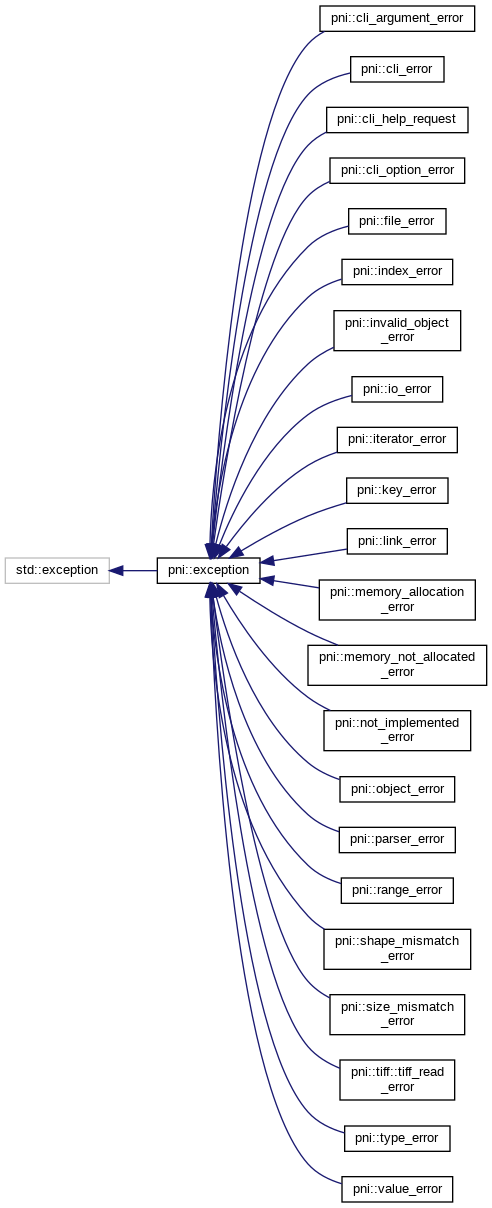 pni::cli_argument_error
pni::cli_error
pni::cli_help_request
pni::cli_option_error
pni::file_error
pni::index_error
pni::invalid_object
_error
pni::io_error
pni::iterator_error
pni::key_error
pni::link_error
std::exception
pni::exception
pni::memory_allocation
_error
pni::memory_not_allocated
_error
pni::not_implemented
_error
pni::object_error
pni::parser_error
pni::range_error
pni::shape_mismatch
_error
pni::size_mismatch
_error
pni::tiff::tiff_read
_error
pni::type_error
pni::value_error